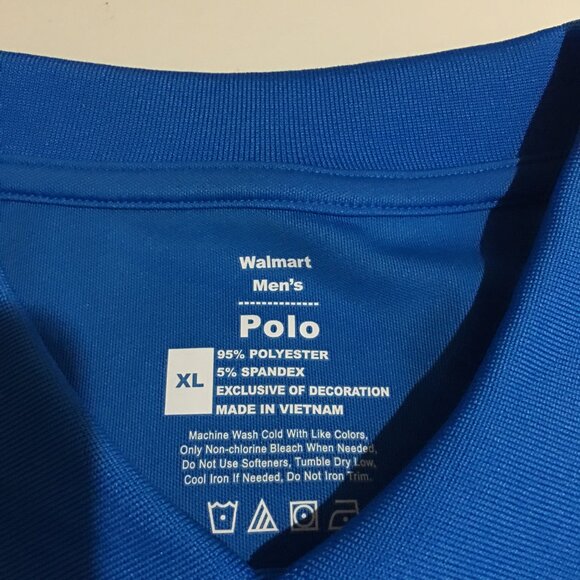 Walmart
Men's
Polo
XL
95% POLYESTER
5% SPANDEX
EXCLUSIVE OF DECORATION
MADE IN VIETNAM
Machine Wash Cold With Like Colors,
Only Non-chlorine Bleach When Needed,
Do Not Use Softeners, Tumble Dry Low,
Cool Iron If Needed, Do Not Iron Trim.